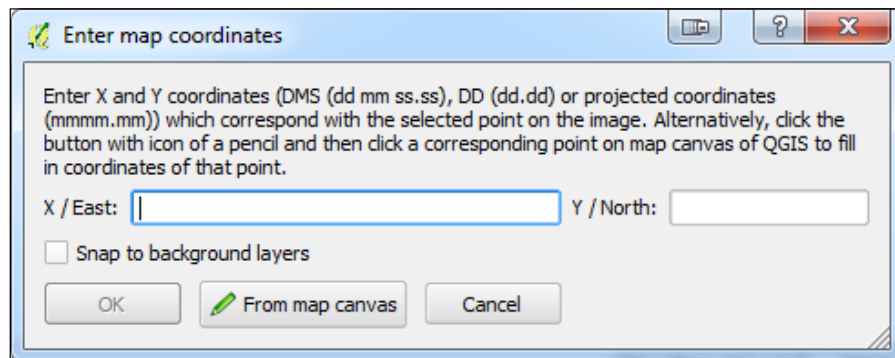 Enter map coordinates
Enter X and Y coordinates (DMS (dd mm ss.ss), DD (dd.dd) or projected coordinates
(mmmm.mm)) which correspond with the selected point on the image. Alternatively, click the
button with icon of a pencil and then click a corresponding point on map canvas of QGIS to fill
in coordinates of that point.
X / East: Y / North:
Snap to background layers
OK From map canvas Cancel